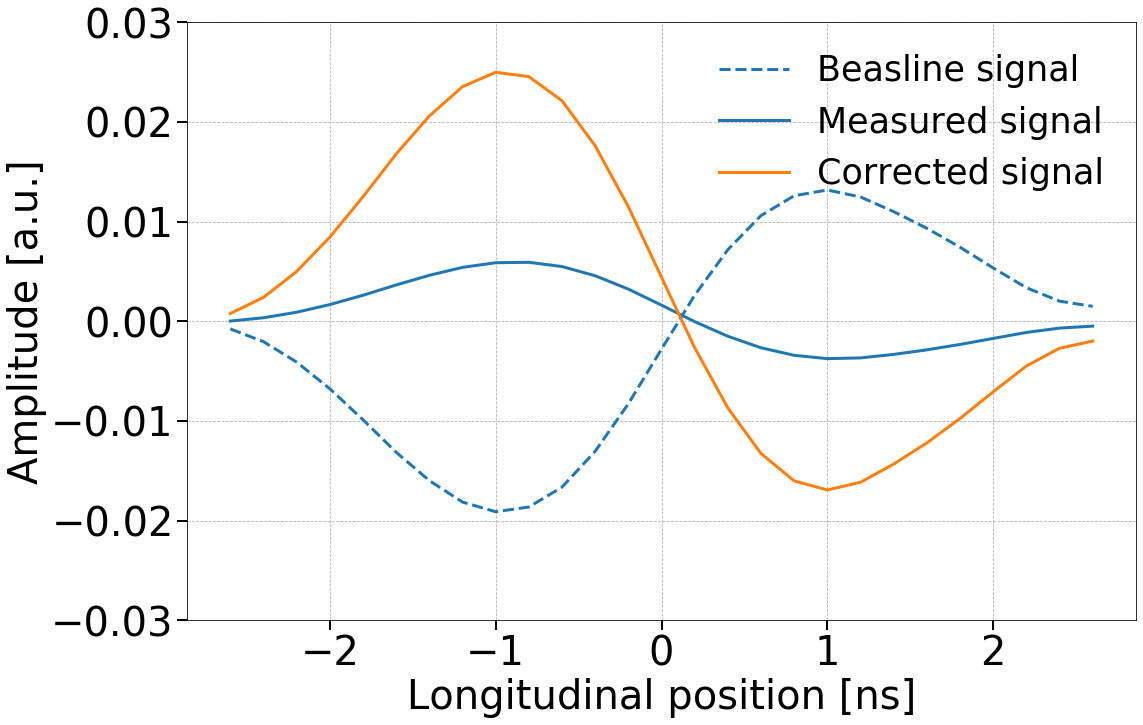 0.03
0.02
0.01
0.00
−0.01
−0.02
−0.03
Amplitude [a.u.]
Beasline signal
Measured signal
Corrected signal
−2 −1 0 1 2
Longitudinal position [ns]